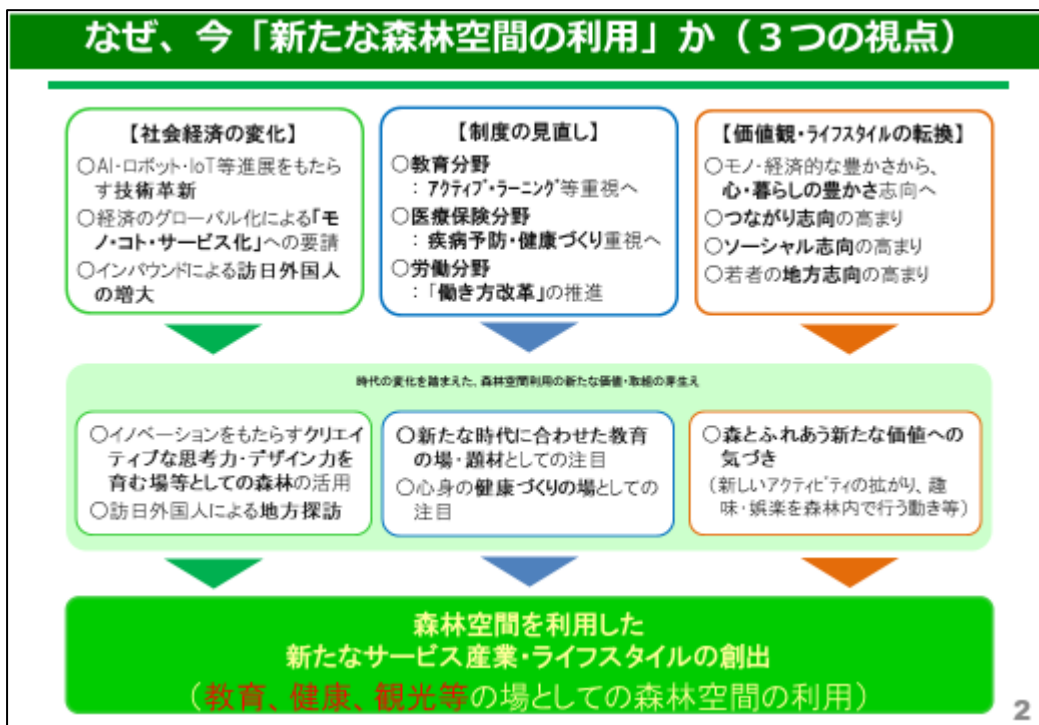 なぜ、今「新たな森林空間の利用」か（３つの視点）
【社会経済の変化】
○AI・ロボット・IoT等進展をもたら
す技術革新
○経済のグローバル化による「モ
ノ・コト・サービス化」への要請
○インバウンドによる訪日外国人
の増大
【制度の見直し】
○教育分野
：アクティブ・ラーニング等重視へ
○医療保険分野
：疾病予防・健康づくり重視へ
○労働分野
：「働き方改革」の推進
【価値観・ライフスタイルの転換】
○モノ・経済的な豊かさから、
心・暮らしの豊かさ志向へ
○つながり志向の高まり
○ソーシャル志向の高まり
○若者の地方志向の高まり
時代の変化を踏まえた、森林空間利用の新たな価値・取組の芽生え
○イノベーションをもたらすクリエイ
ティブな思考力・デザイン力を
育む場等としての森林の活用
○訪日外国人による地方探訪
○新たな時代に合わせた教育
の場・題材としての注目
○心身の健康づくりの場としての
注目
○森とふれあう新たな価値への
気づき
（新しいアクティビティの拡がり、趣
味・娯楽を森林内で行う動き等）
森林空間を利用した
新たなサービス産業・ライフスタイルの創出
（教育、健康、観光等の場としての森林空間の利用）
2